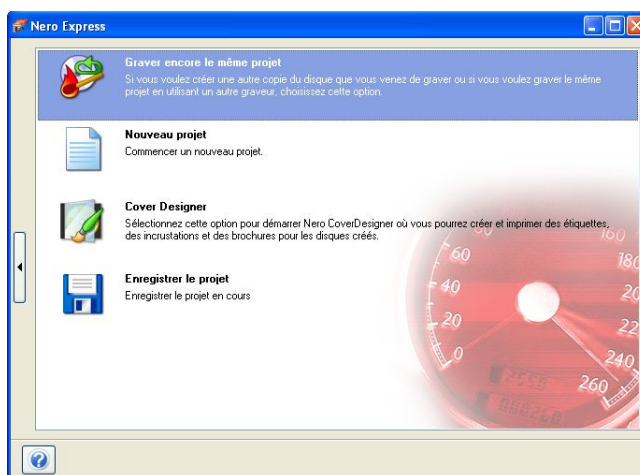 Nero Express
Graver encore le même projet
Si vous voulez créer une autre copie du disque que vous venez de graver ou si vous voulez graver le même
projet en utilisant un autre graveur, choisissez cette option.
Nouveau projet
Commencer un nouveau projet.
Cover Designer
Sélectionnez cette option pour démarrer Nero CoverDesigner où vous pourrez créer et imprimer des étiquettes,
des incrustations et des brochures pour les disques créés.
160
60
180
Enregistrer le projet
40
Enregistrer le projet en cours
20
220
0
240
260